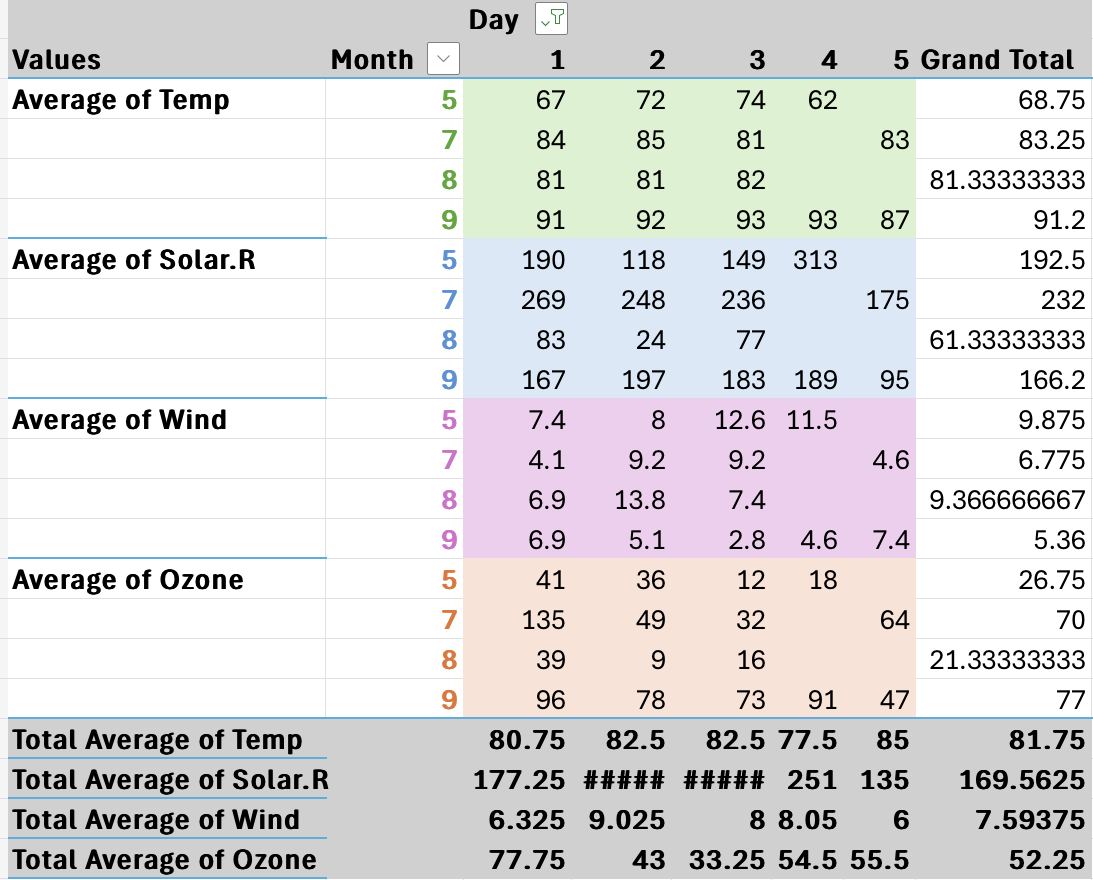 Day
Values Month 1 2 3 4 5 Grand Total
Average of Temp 5 67 72 74 62 68.75
7 84 85 81 83 83.25
8 81 81 82 81.33333333
9 91 92 93 93 87 91.2
Average of Solar.R 5 190 118 149 313 192.5
7 269 248 236 175 232
8 83 24 77 61.33333333
9 167 197 183 189 95 166.2
Average of Wind 5 7.4 8 12.6 11.5 9.875
7 4.1 9.2 9.2 4.6 6.775
8 6.9 13.8 7.4 9.366666667
9 6.9 5.1 2.8 4.6 7.4 5.36
Average of Ozone 5 41 36 12 18 26.75
7 135 49 32 64 70
8 39 9 16 21.33333333
9 96 78 73 91 47 77
Total Average of Temp 80.75 82.5 82.5 77.5 85 81.75
Total Average of Solar.R 177.25 ##### ##### 251 135 169.5625
Total Average of Wind 6.325 9.025 8 8.05 6 7.59375
Total Average of Ozone 77.75 43 33.25 54.5 55.5 52.25